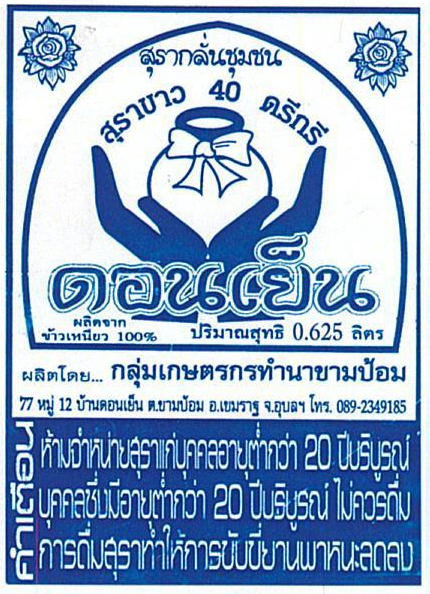 สุรากลั่นชุมชน
สุราขาว 40 ดรีกรี
ดอนเย็น
ผลิตจาก
ข้าวเหนียว 100%
ปริมาณสุทธิ 0.625 ลิตร
ผลิตโดย... กลุ่มเกษตรกรทำนาขามป้อม
77 หมู่ 12 บ้านดอนเย็น ต.ขามป้อม อ.เขมราฐ จ.อุบลฯ โทร. 089-2349185
คำเตือน
ห้ามจำหน่ายสุราแก่บุคคลอายุต่ำกว่า 20 ปีบริบูรณ์
บุคคลซึ่งมีอายุต่ำกว่า 20 ปีบริบูรณ์ ไม่ควรดื่ม
การดื่มสุราทำให้การขับขี่ยานพาหนะลดลง